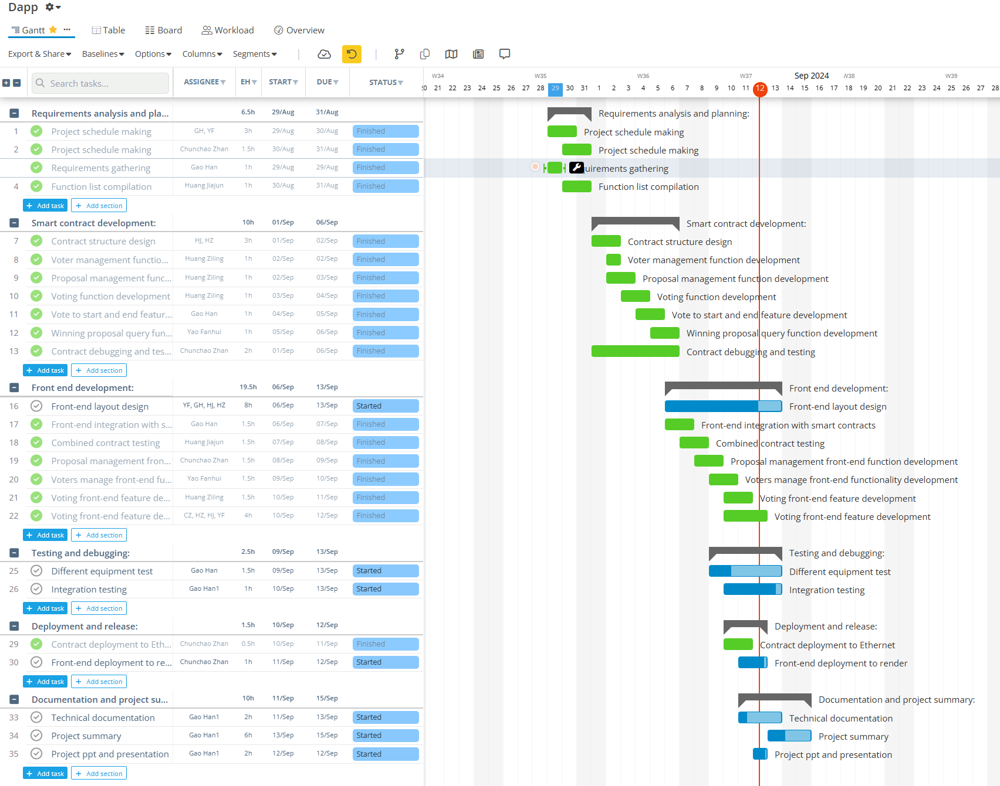 Dapp
Gantt ··· Table Board Workload Overview
Export & Share Baselines Options Columns Segments
Search tasks... ASSIGNEE EH START DUE STATUS
W34 W35 W36 W37 Sep 2024 W38 W39
20 21 22 23 24 25 26 27 28 29 30 31 1 2 3 4 5 6 7 8 9 10 11 12 13 14 15 16 17 18 19 20 21 22 23 24 25 26 27 28
Requirements analysis and pla... 6.5h 29/Aug 31/Aug Requirements analysis and planning:
1 Project schedule making GH, YF 3h 29/Aug 30/Aug Finished Project schedule making
2 Project schedule making Chunchao Zhan 1.5h 30/Aug 31/Aug Finished Project schedule making
Requirements gathering Gao Han 1h 29/Aug 29/Aug Finished uirements gathering
4 Function list compilation Huang Jiajun 1h 30/Aug 31/Aug Finished Function list compilation
+ Add task + Add section
Smart contract development: 10h 01/Sep 06/Sep Smart contract development:
7 Contract structure design HJ, HZ 3h 01/Sep 02/Sep Finished Contract structure design
8 Voter management functio... Huang Ziling 1h 02/Sep 02/Sep Finished Voter management function development
9 Proposal management func... Huang Ziling 1h 02/Sep 03/Sep Finished Proposal management function development
10 Voting function development Huang Ziling 1h 03/Sep 04/Sep Finished Voting function development
11 Vote to start and end featur... Gao Han 1h 04/Sep 05/Sep Finished Vote to start and end feature development
12 Winning proposal query fun... Yao Fanhui 1h 05/Sep 06/Sep Finished Winning proposal query function development
13 Contract debugging and tes... Chunchao Zhan 2h 01/Sep 06/Sep Finished Contract debugging and testing
+ Add task + Add section
Front end development: 19.5h 06/Sep 13/Sep Front end development:
16 Front-end layout design YF, GH, HJ, HZ 8h 06/Sep 13/Sep Started Front-end layout design
17 Front-end integration with s... Gao Han 1.5h 06/Sep 07/Sep Finished Front-end integration with smart contracts
18 Combined contract testing Huang Jiajun 1.5h 07/Sep 08/Sep Finished Combined contract testing
19 Proposal management fron... Chunchao Zhan 1.5h 08/Sep 09/Sep Finished Proposal management front-end function development
20 Voters manage front-end fu... Yao Fanhui 1.5h 09/Sep 10/Sep Finished Voters manage front-end functionality development
21 Voting front-end feature de... Huang Ziling 1.5h 10/Sep 11/Sep Finished Voting front-end feature development
22 Voting front-end feature de... CZ, HZ, HJ, YF 4h 10/Sep 12/Sep Finished Voting front-end feature development
+ Add task + Add section
Testing and debugging: 2.5h 09/Sep 13/Sep Testing and debugging:
25 Different equipment test Gao Han 1.5h 09/Sep 13/Sep Started Different equipment test
26 Integration testing Gao Han1 1h 10/Sep 13/Sep Started Integration testing
+ Add task + Add section
Deployment and release: 1.5h 10/Sep 12/Sep Deployment and release:
29 Contract deployment to Eth... Chunchao Zhan 0.5h 10/Sep 11/Sep Finished Contract deployment to Ethernet
30 Front-end deployment to re... Chunchao Zhan 1h 11/Sep 12/Sep Started Front-end deployment to render
+ Add task + Add section
Documentation and project su... 10h 11/Sep 15/Sep Documentation and project summary:
33 Technical documentation Gao Han1 2h 11/Sep 13/Sep Started Technical documentation
34 Project summary Gao Han1 6h 13/Sep 15/Sep Started Project summary
35 Project ppt and presentation Gao Han1 2h 12/Sep 12/Sep Started Project ppt and presentation
+ Add task + Add section